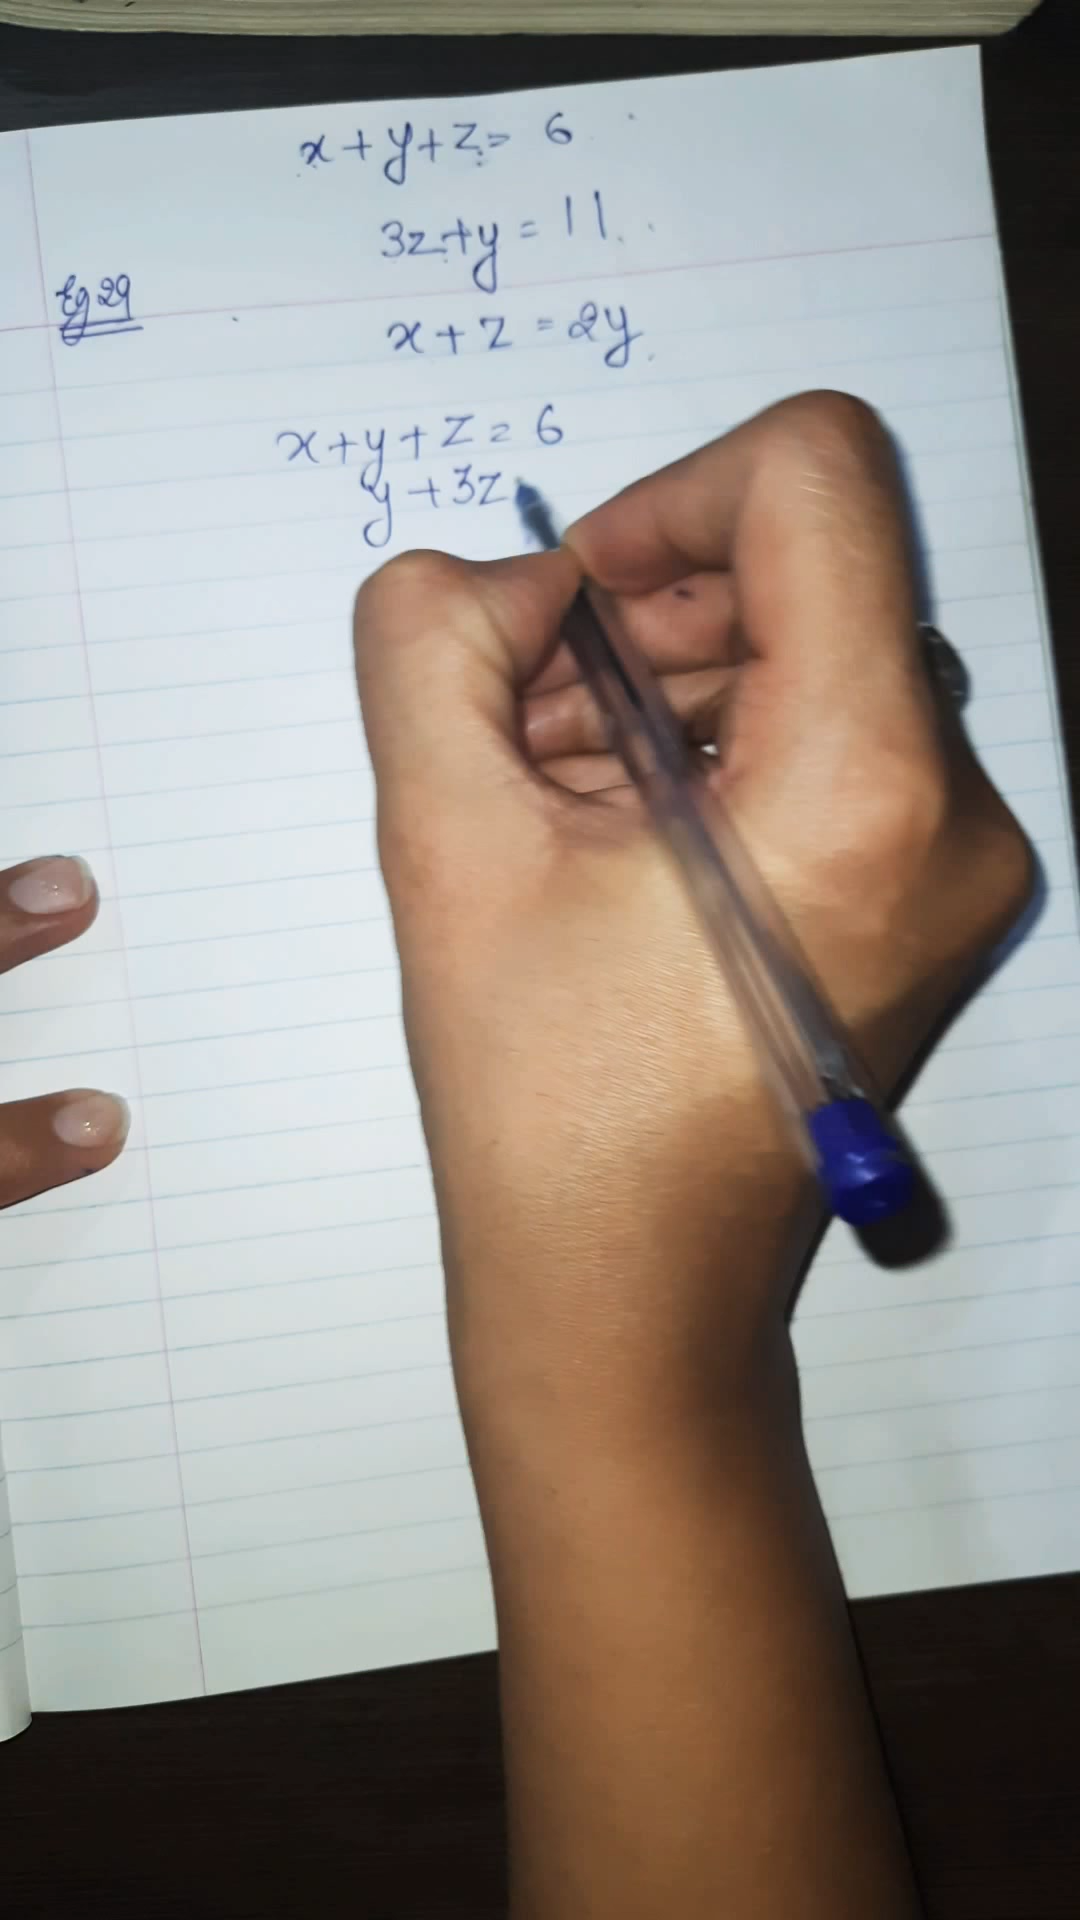 x + y + z = 6
3z + y = 11
Eg 29
x + z = 2y
x + y + z = 6
y + 3z